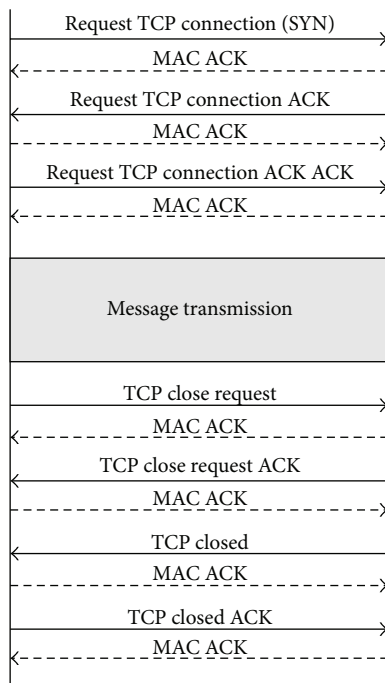 Request TCP connection (SYN)
MAC ACK
Request TCP connection ACK
MAC ACK
Request TCP connection ACK ACK
MAC ACK
Message transmission
TCP close request
MAC ACK
TCP close request ACK
MAC ACK
TCP closed
MAC ACK
TCP closed ACK
MAC ACK